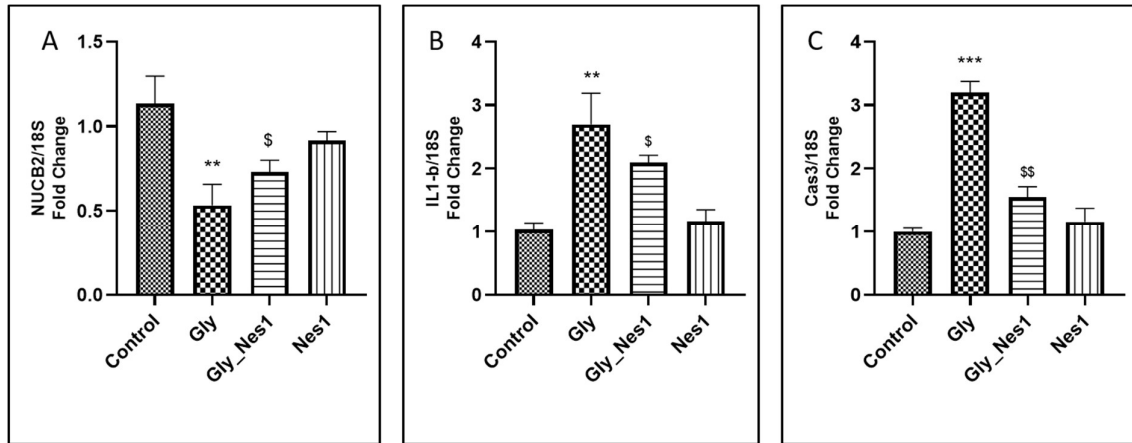 A
NUCB2/18S
Fold Change
1.5
1.0
0.5
0.0
**
$
Control
Gly
Gly_Nes1
Nes1
B
IL1-b/18S
Fold Change
4
3
2
1
0
**
$
Control
Gly
Gly_Nes1
Nes1
C
Cas3/18S
Fold Change
4
3
2
1
0
***
$$
Control
Gly
Gly_Nes1
Nes1